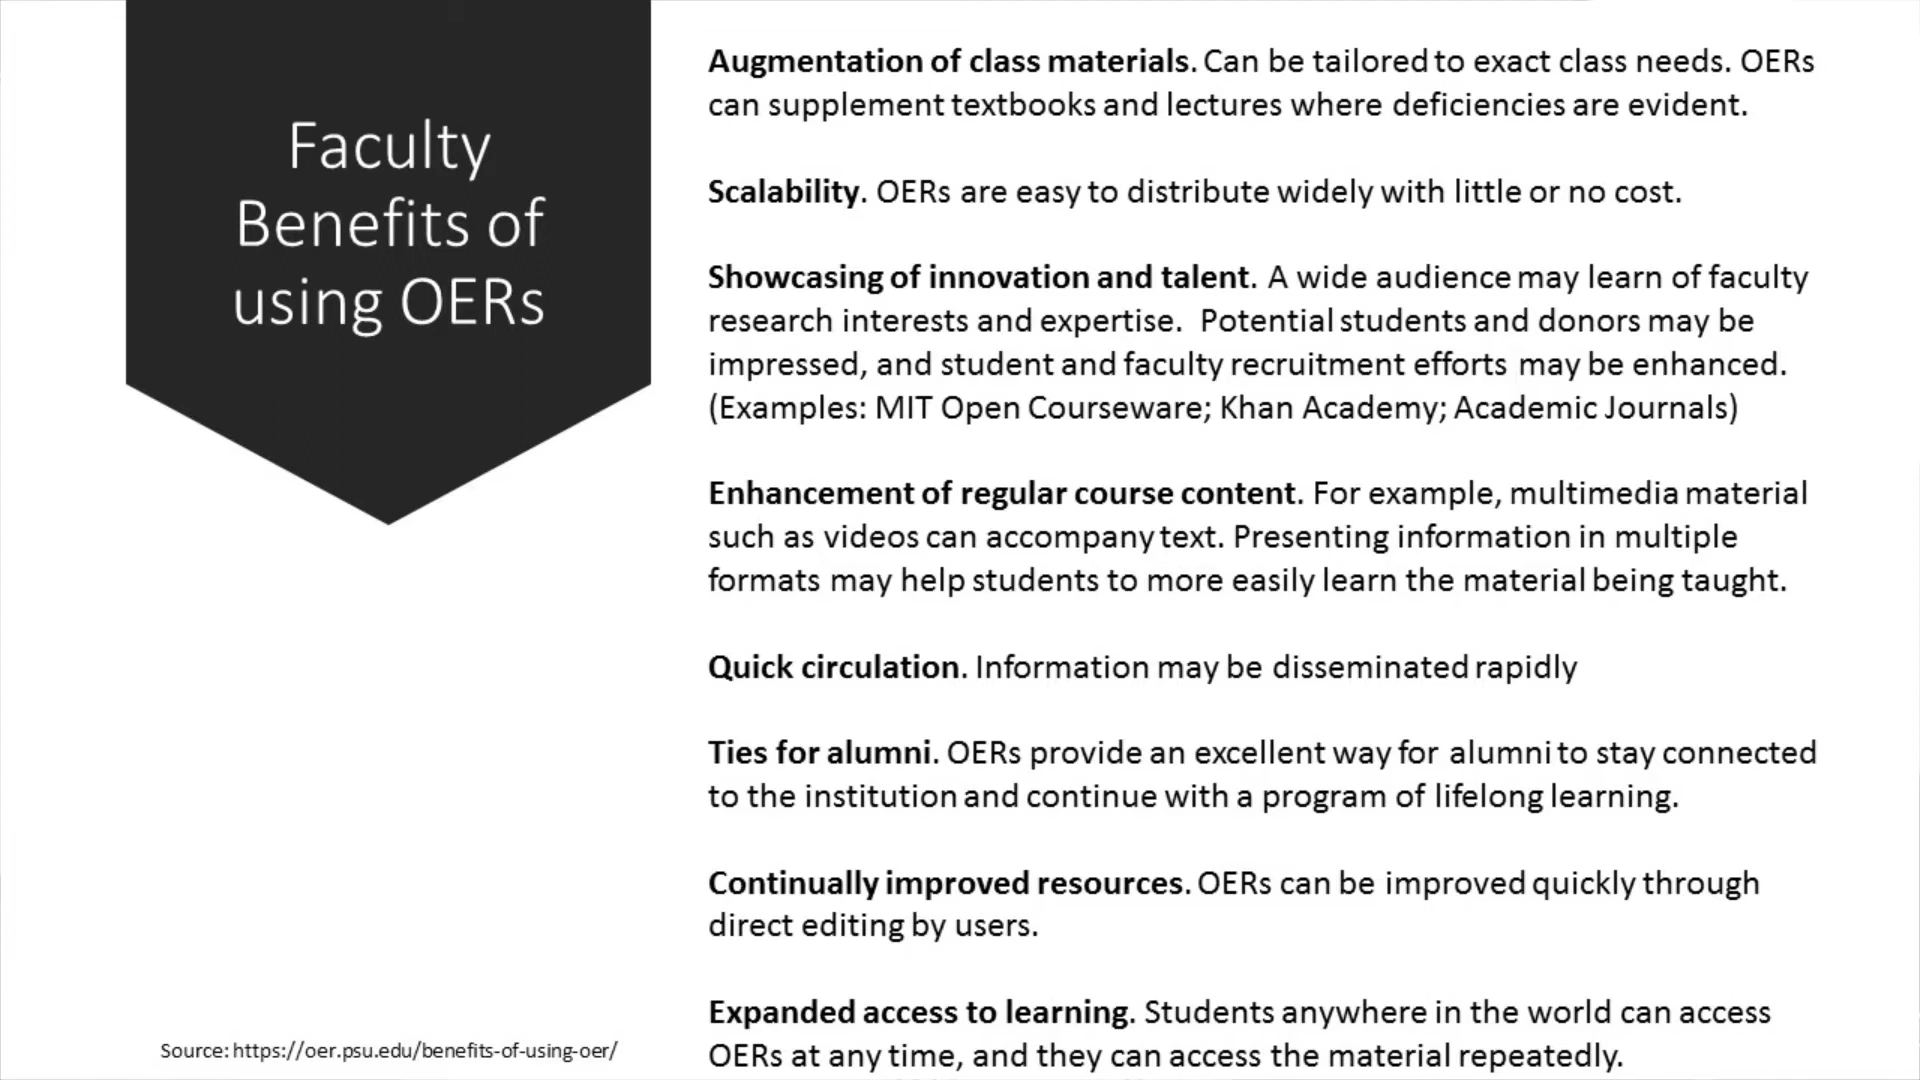 Faculty
Benefits of
using OERs
Augmentation of class materials. Can be tailored to exact class needs. OERs
can supplement textbooks and lectures where deficiencies are evident.
Scalability. OERs are easy to distribute widely with little or no cost.
Showcasing of innovation and talent. A wide audience may learn of faculty
research interests and expertise.  Potential students and donors may be
impressed, and student and faculty recruitment efforts may be enhanced.
(Examples: MIT Open Courseware; Khan Academy; Academic Journals)
Enhancement of regular course content. For example, multimedia material
such as videos can accompany text. Presenting information in multiple
formats may help students to more easily learn the material being taught.
Quick circulation. Information may be disseminated rapidly
Ties for alumni. OERs provide an excellent way for alumni to stay connected
to the institution and continue with a program of lifelong learning.
Continually improved resources. OERs can be improved quickly through
direct editing by users.
Expanded access to learning. Students anywhere in the world can access
OERs at any time, and they can access the material repeatedly.
Source: https://oer.psu.edu/benefits-of-using-oer/